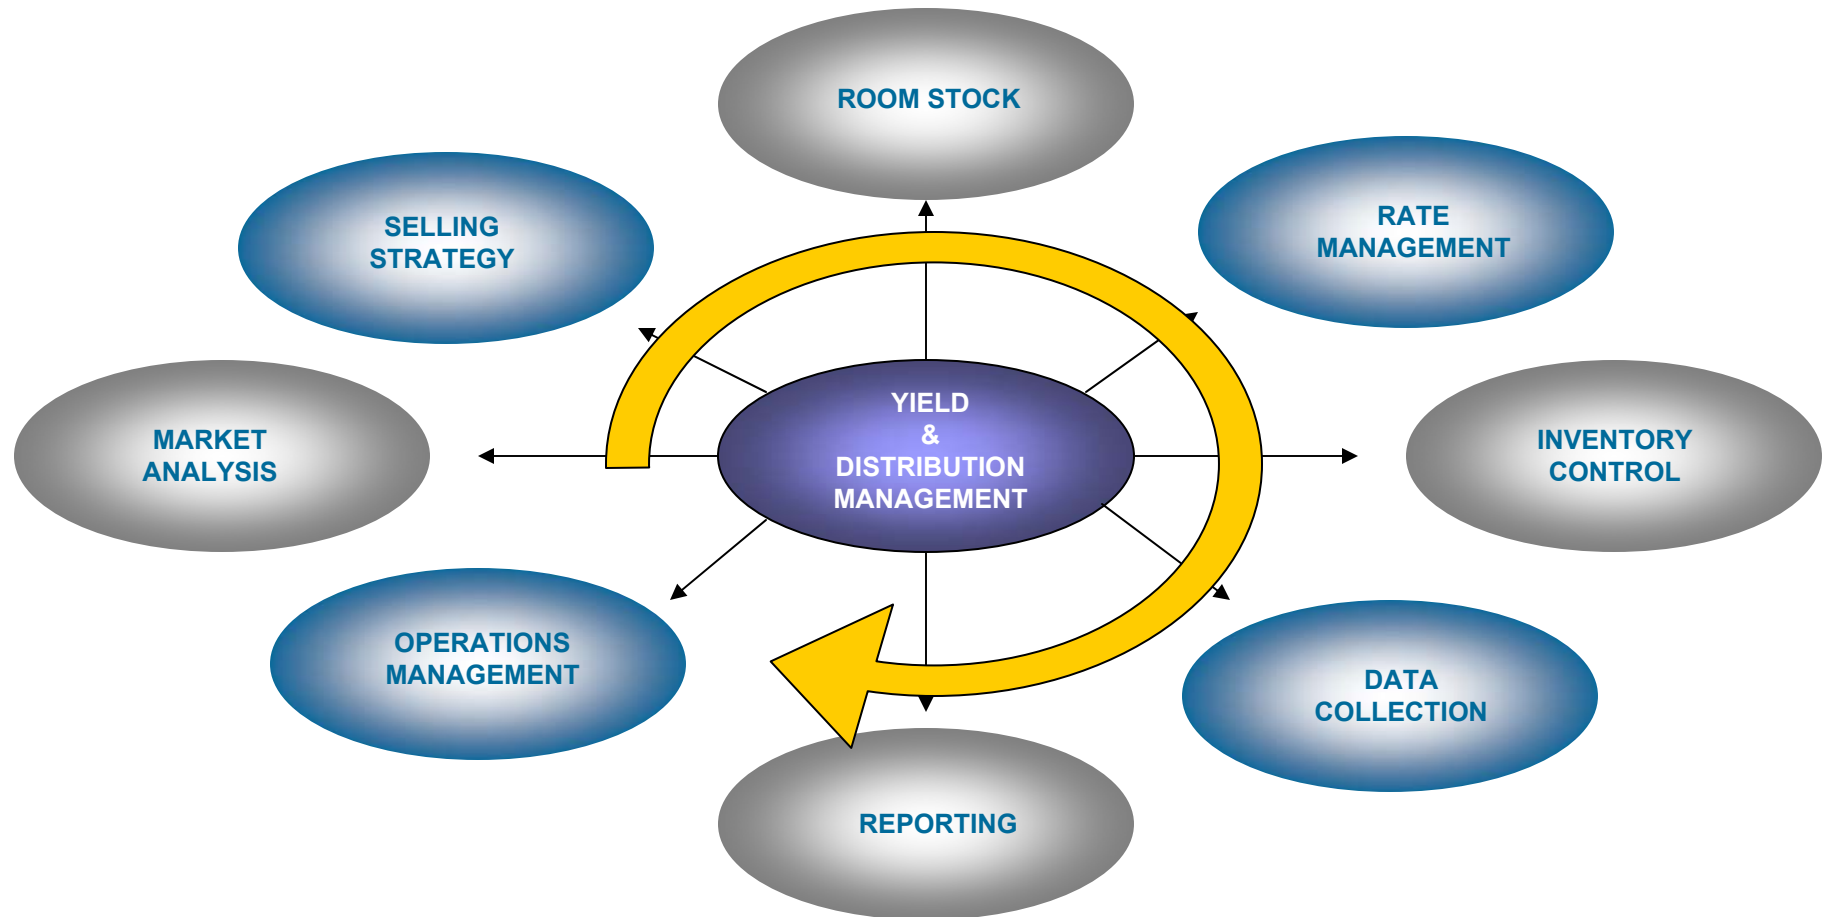 ROOM STOCK
SELLING
STRATEGY
RATE
MANAGEMENT
MARKET
ANALYSIS
YIELD
&
DISTRIBUTION
MANAGEMENT
INVENTORY
CONTROL
OPERATIONS
MANAGEMENT
DATA
COLLECTION
REPORTING